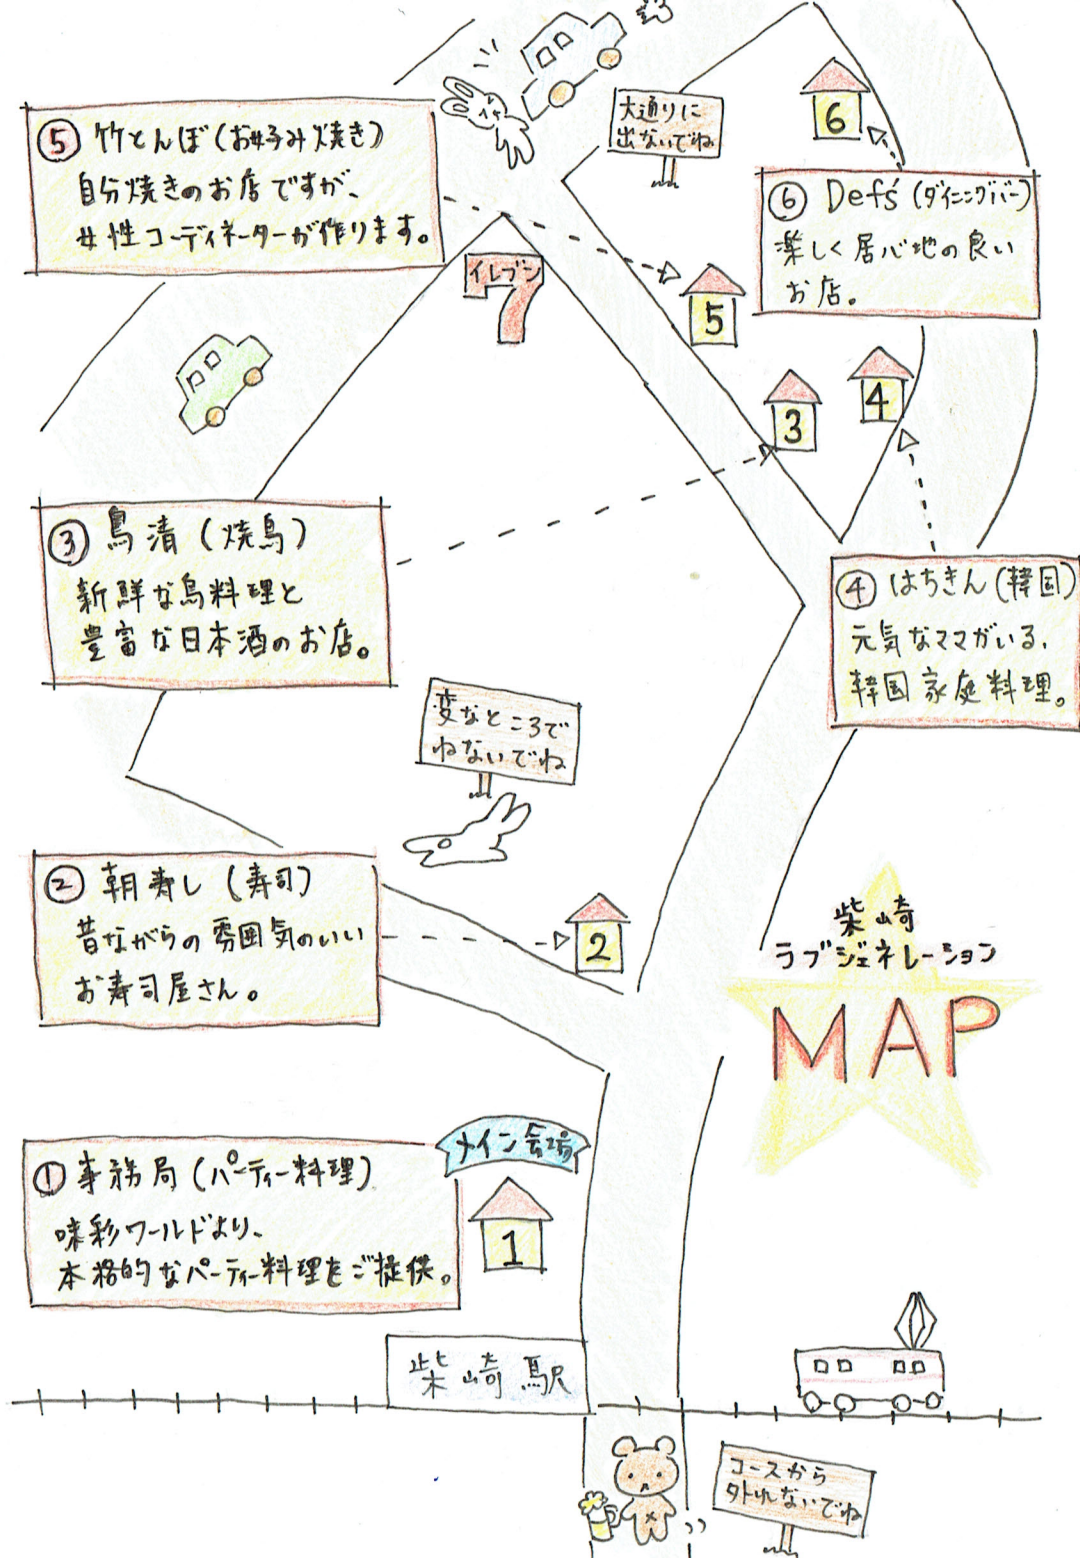 大通りに
出ないでね
6
⑤ 竹とんぼ(お好み焼き)
自分焼きのお店ですが、
女性コーディネーターが作ります。
⑥ Def's (ダイニングバー)
楽しく居心地の良い
お店。
イレブン
7
5
4
3
③ 鳥清(焼鳥)
新鮮な鳥料理と
豊富な日本酒のお店。
④ はちきん(韓国)
元気なママがいる、
韓国家庭料理。
変なところで
ねないでね
② 朝寿し(寿司)
昔ながらの雰囲気のいい
お寿司屋さん。
2
柴崎
ラブジェネレーション
MAP
メイン会場
① 事務局(パーティー料理)
味彩ワールドより、
本格的なパーティー料理をご提供。
1
柴崎駅
コースから
外れないでね